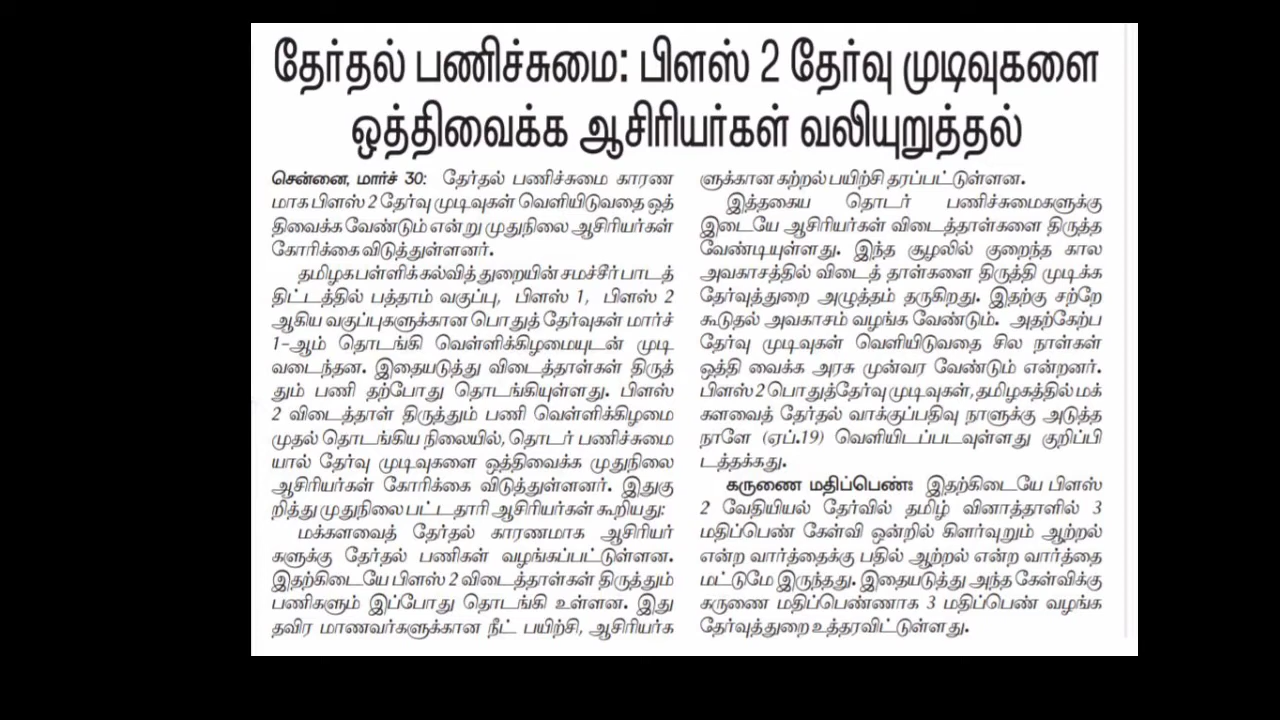 தேர்தல் பணிச்சுமை: பிளஸ் 2 தேர்வு முடிவுகளை
ஒத்திவைக்க ஆசிரியர்கள் வலியுறுத்தல்
சென்னை, மார்ச் 30: தேர்தல் பணிச்சுமை காரண
மாக பிளஸ் 2 தேர்வு முடிவுகள் வெளியிடுவதை ஒத்
திவைக்க வேண்டும் என்று முதுநிலை ஆசிரியர்கள்
கோரிக்கை விடுத்துள்ளனர்.
தமிழக பள்ளிக்கல்வித் துறையின் சமச்சீர் பாடத்
திட்டத்தில் பத்தாம் வகுப்பு, பிளஸ் 1, பிளஸ் 2
ஆகிய வகுப்புகளுக்கான பொதுத் தேர்வுகள் மார்ச்
1-ஆம் தொடங்கி வெள்ளிக்கிழமையுடன் முடி
வடைந்தன. இதையடுத்து விடைத்தாள்கள் திருத்
தும் பணி தற்போது தொடங்கியுள்ளது. பிளஸ்
2 விடைத்தாள் திருத்தும் பணி வெள்ளிக்கிழமை
முதல் தொடங்கிய நிலையில், தொடர் பணிச்சுமை
யால் தேர்வு முடிவுகளை ஒத்திவைக்க முதுநிலை
ஆசிரியர்கள் கோரிக்கை விடுத்துள்ளனர். இதுகு
றித்து முதுநிலை பட்டதாரி ஆசிரியர்கள் கூறியது:
மக்களவைத் தேர்தல் காரணமாக ஆசிரியர்
களுக்கு தேர்தல் பணிகள் வழங்கப்பட்டுள்ளன.
இதற்கிடையே பிளஸ் 2 விடைத்தாள்கள் திருத்தும்
பணிகளும் இப்போது தொடங்கி உள்ளன. இது
தவிர மாணவர்களுக்கான நீட் பயிற்சி, ஆசிரியர்க
ளுக்கான கற்றல் பயிற்சி தரப்பட்டுள்ளன.
இத்தகைய தொடர் பணிச்சுமைகளுக்கு
இடையே ஆசிரியர்கள் விடைத்தாள்களை திருத்த
வேண்டியுள்ளது. இந்த சூழலில் குறைந்த கால
அவகாசத்தில் விடைத் தாள்களை திருத்தி முடிக்க
தேர்வுத்துறை அழுத்தம் தருகிறது. இதற்கு சற்றே
கூடுதல் அவகாசம் வழங்க வேண்டும். அதற்கேற்ப
தேர்வு முடிவுகள் வெளியிடுவதை சில நாள்கள்
ஒத்தி வைக்க அரசு முன்வர வேண்டும் என்றனர்.
பிளஸ் 2 பொதுத்தேர்வு முடிவுகள், தமிழகத்தில் மக்
களவைத் தேர்தல் வாக்குப்பதிவு நாளுக்கு அடுத்த
நாளே (ஏப்.19) வெளியிடப்படவுள்ளது குறிப்பி
டத்தக்கது.
கருணை மதிப்பெண்: இதற்கிடையே பிளஸ்
2 வேதியியல் தேர்வில் தமிழ் வினாத்தாளில் 3
மதிப்பெண் கேள்வி ஒன்றில் கிளர்வுறும் ஆற்றல்
என்ற வார்த்தைக்கு பதில் ஆற்றல் என்ற வார்த்தை
மட்டுமே இருந்தது. இதையடுத்து அந்த கேள்விக்கு
கருணை மதிப்பெண்ணாக 3 மதிப்பெண் வழங்க
தேர்வுத்துறை உத்தரவிட்டுள்ளது.